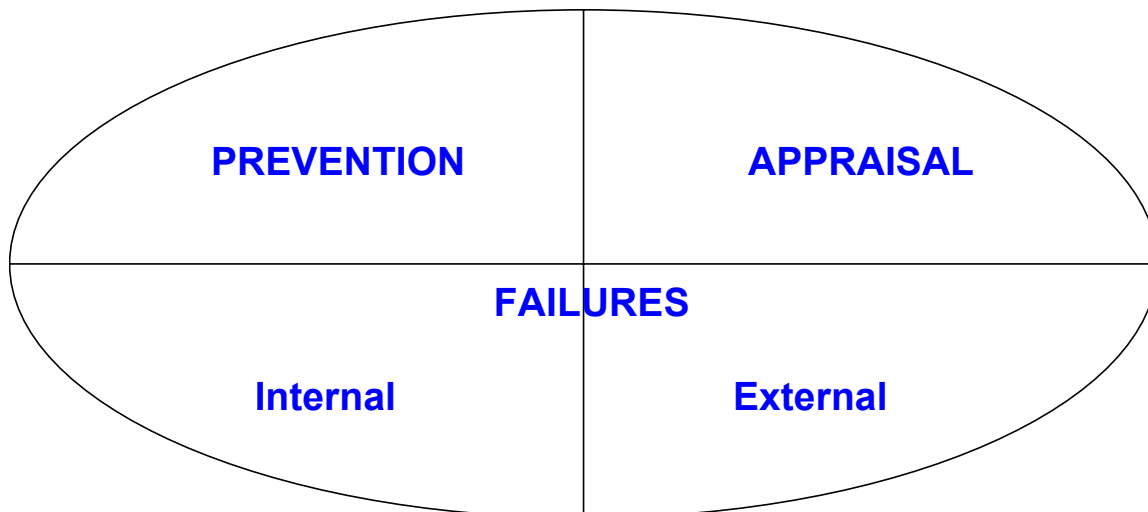 PREVENTION
APPRAISAL
FAILURES
Internal
External